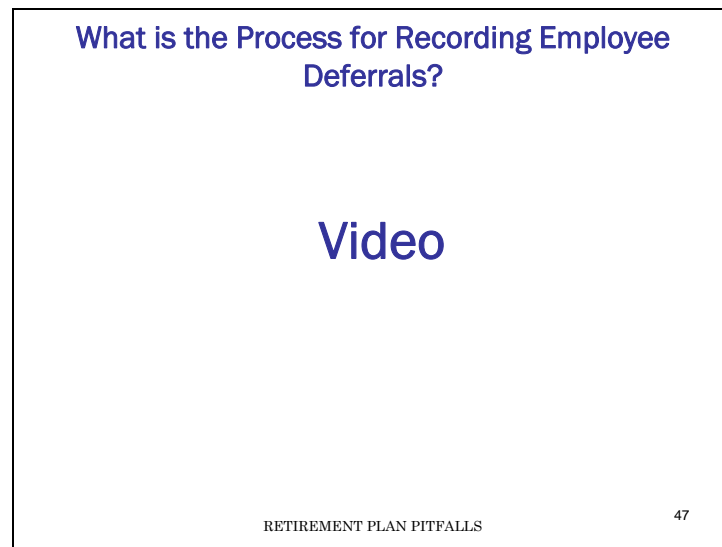 What is the Process for Recording Employee
Deferrals?
Video
RETIREMENT PLAN PITFALLS
47